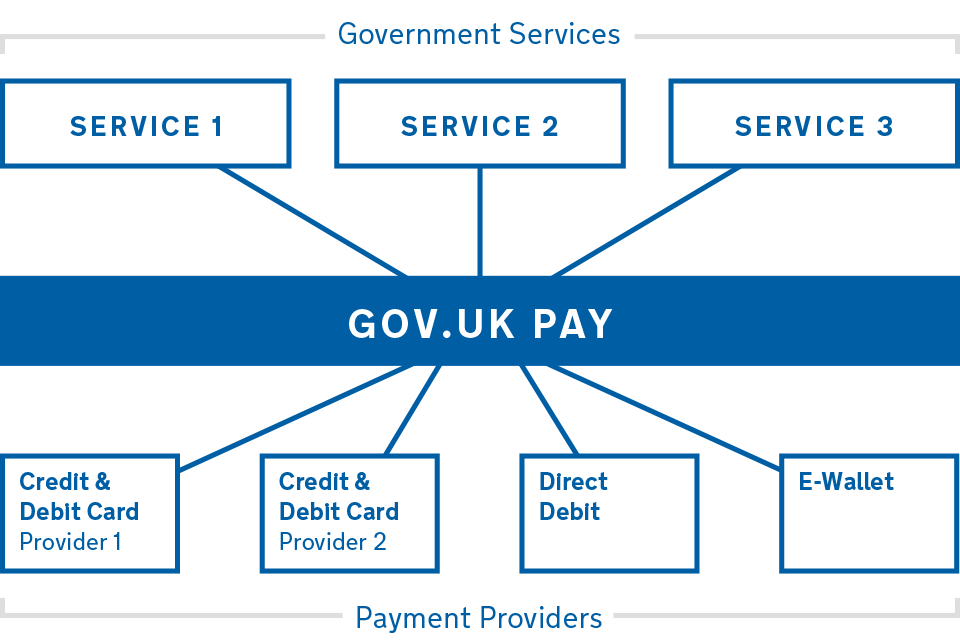 Government Services
SERVICE 1
SERVICE 2
SERVICE 3
GOV.UK PAY
Credit &
Debit Card
Provider 1
Credit &
Debit Card
Provider 2
Direct
Debit
E-Wallet
Payment Providers